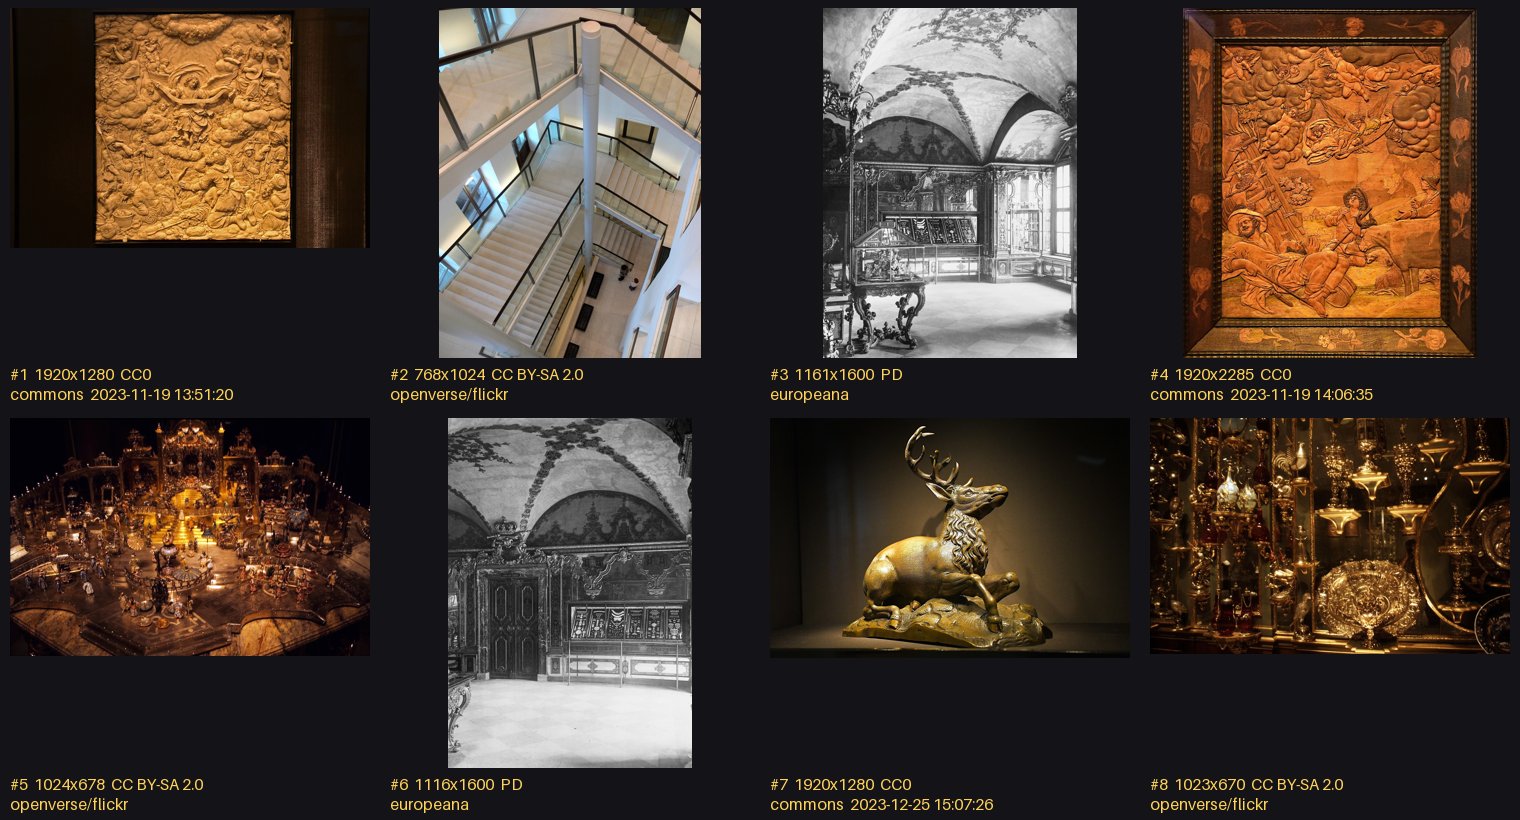 #1 1920x1280 CC0
commons 2023-11-19 13:51:20
#2 768x1024 CC BY-SA 2.0
openverse/flickr
#3 1161x1600 PD
europeana
#4 1920x2285 CC0
commons 2023-11-19 14:06:35
#5 1024x678 CC BY-SA 2.0
openverse/flickr
#6 1116x1600 PD
europeana
#7 1920x1280 CC0
commons 2023-12-25 15:07:26
#8 1023x670 CC BY-SA 2.0
openverse/flickr